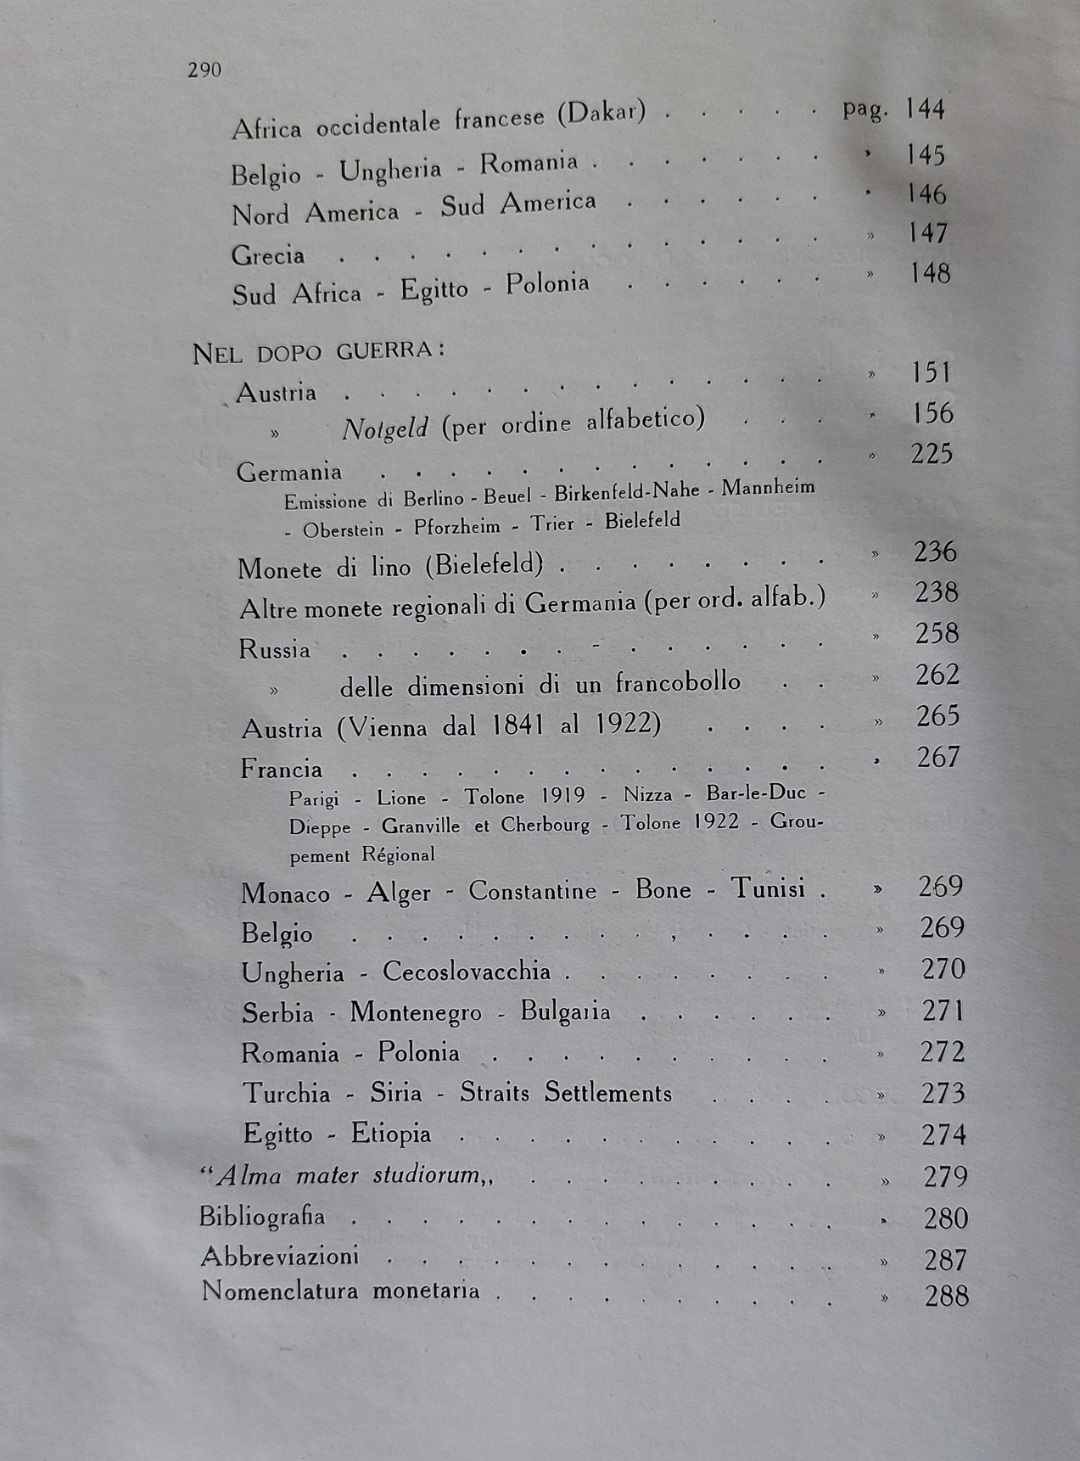 290
Africa occidentale francese (Dakar) . . . . . pag. 144
Belgio - Ungheria - Romania . . . . . . . » 145
Nord America - Sud America . . . . . . » 146
Grecia . . . . . . . . . . . . . . » 147
Sud Africa - Egitto - Polonia . . . . . . » 148
NEL DOPO GUERRA :
Austria . . . . . . . . . . . . . . » 151
» Notgeld (per ordine alfabetico) . . . » 156
Germania . . . . . . . . . . . . . » 225
Emissione di Berlino - Beuel - Birkenfeld-Nahe - Mannheim
- Oberstein - Pforzheim - Trier - Bielefeld
Monete di lino (Bielefeld) . . . . . . . . » 236
Altre monete regionali di Germania (per ord. alfab.) » 238
Russia . . . . . . . - . . . . . . » 258
» delle dimensioni di un francobollo . . » 262
Austria (Vienna dal 1841 al 1922) . . . . » 265
Francia . . . . . . . . . . . . . . » 267
Parigi - Lione - Tolone 1919 - Nizza - Bar-le-Duc -
Dieppe - Granville et Cherbourg - Tolone 1922 - Grou-
pement Régional
Monaco - Alger - Constantine - Bone - Tunisi . » 269
Belgio . . . . . . . . . , . . . . » 269
Ungheria - Cecoslovacchia . . . . . . . . » 270
Serbia - Montenegro - Bulgaria . . . . . . » 271
Romania - Polonia . . . . . . . . . . » 272
Turchia - Siria - Straits Settlements . . . . » 273
Egitto - Etiopia . . . . . . . . . . . » 274
“Alma mater studiorum,, . . . . . . . . . » 279
Bibliografia . . . . . . . . . . . . . . » 280
Abbreviazioni . . . . . . . . . . . . . » 287
Nomenclatura monetaria . . . . . . . . . . » 288